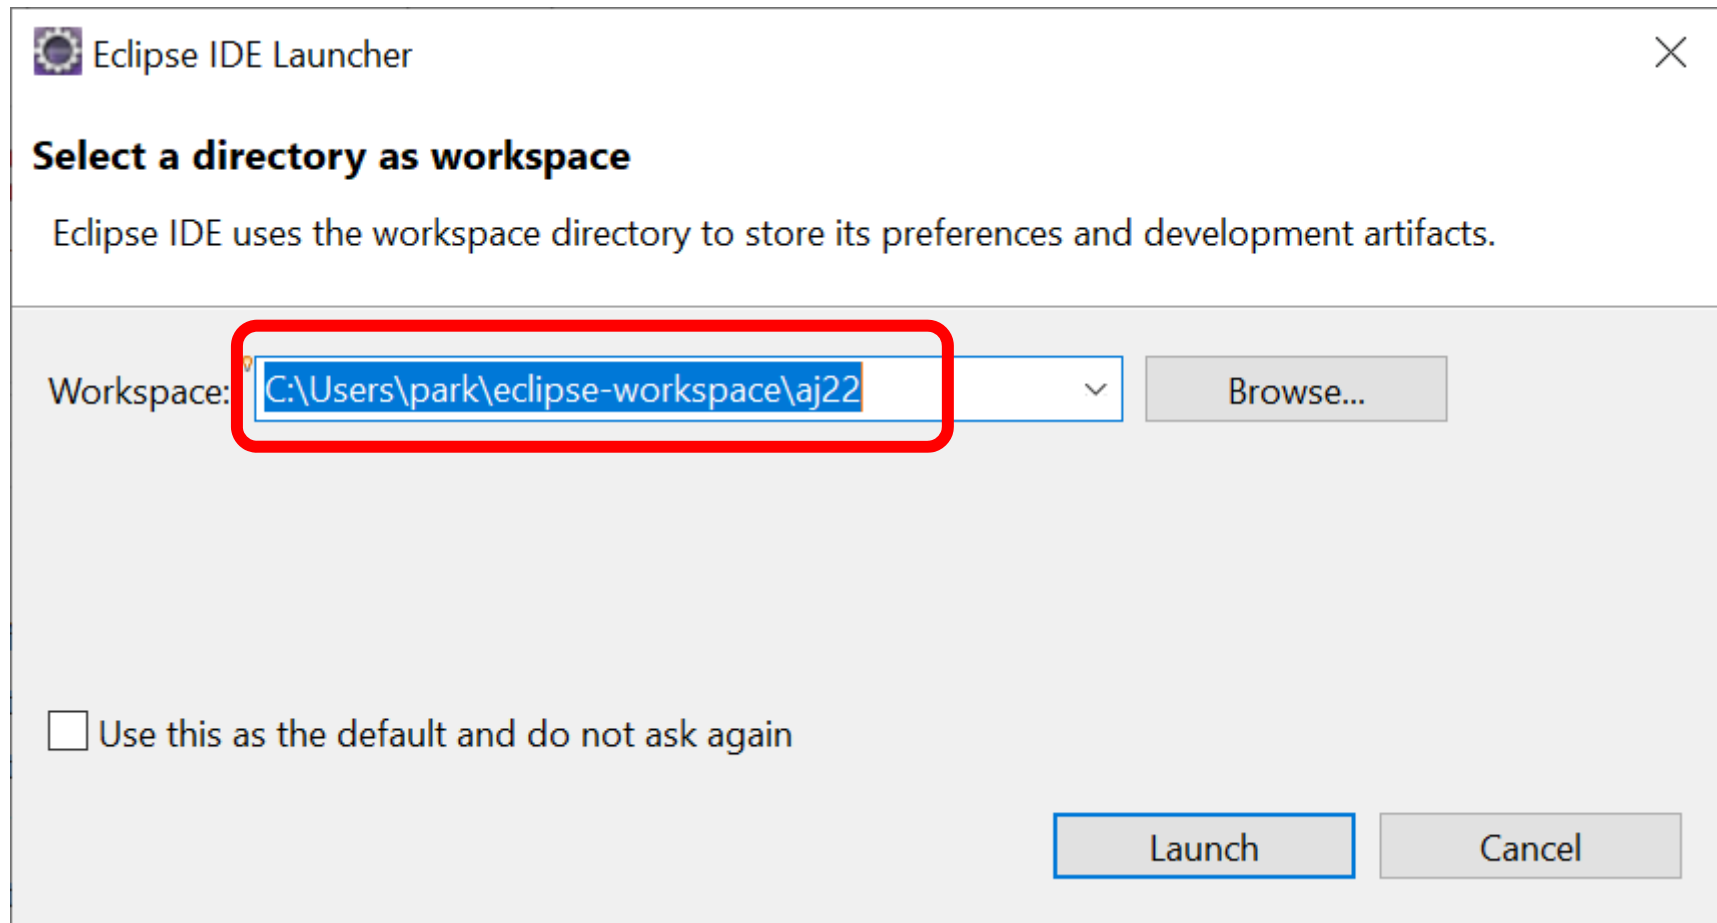 Eclipse IDE Launcher
Select a directory as workspace
Eclipse IDE uses the workspace directory to store its preferences and development artifacts.
Workspace: C:\Users\park\eclipse-workspace\aj22 Browse...
Use this as the default and do not ask again
Launch Cancel